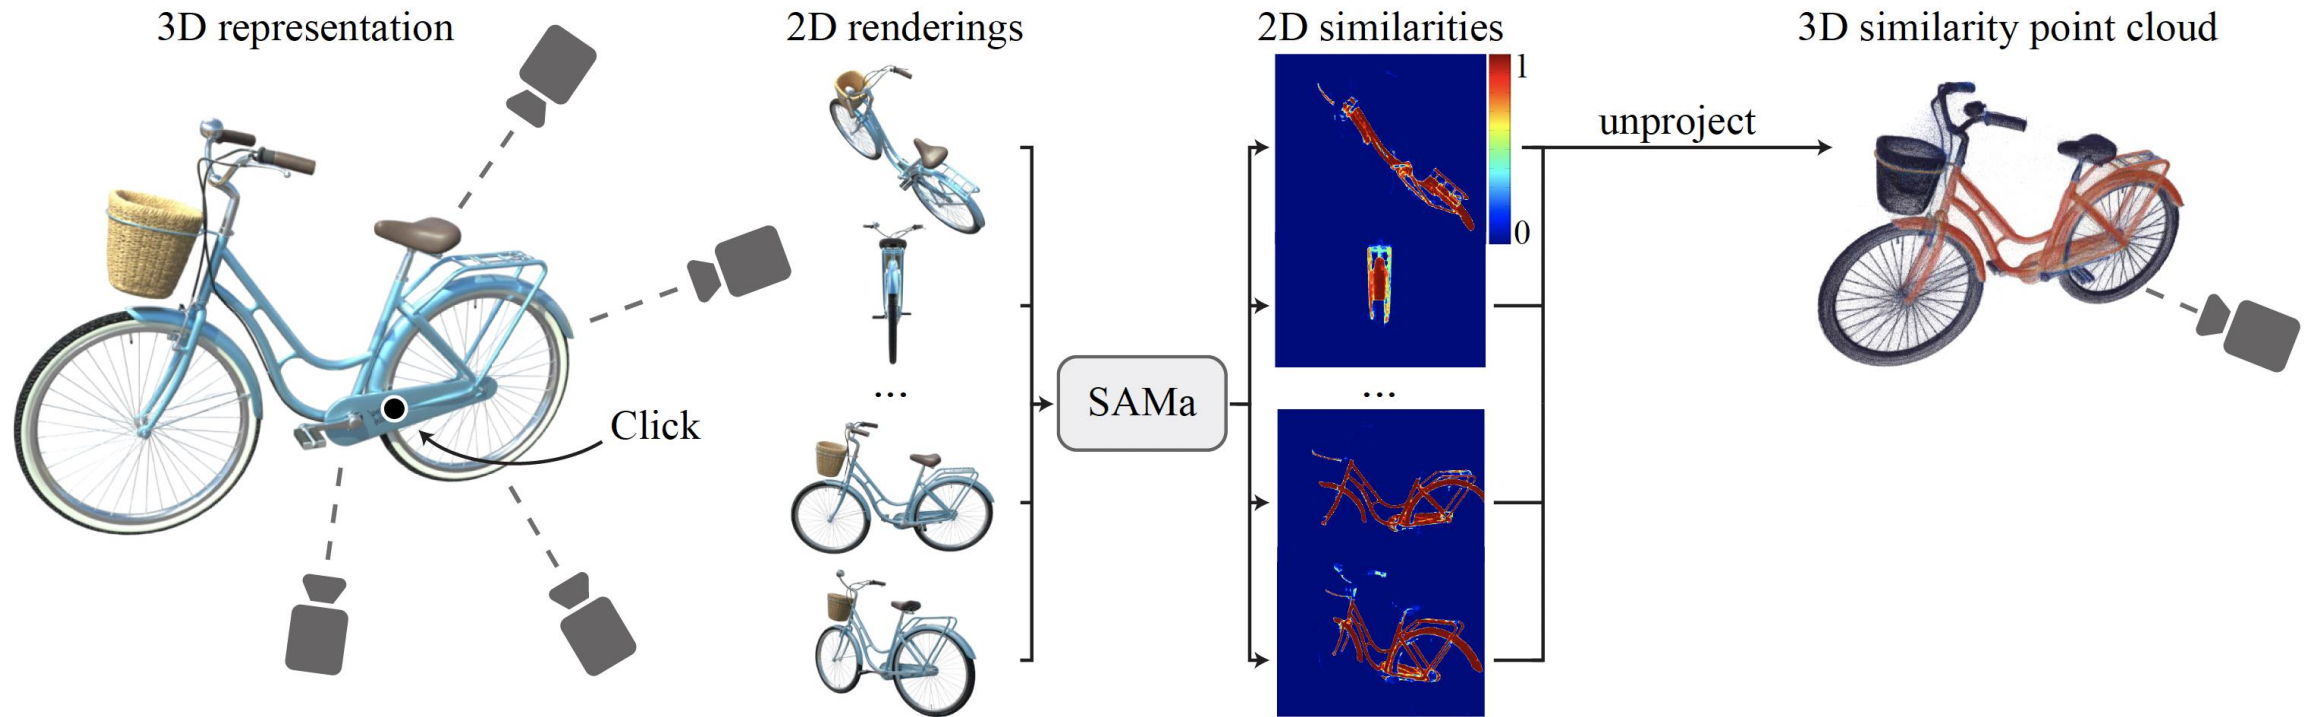 3D representation
2D renderings
2D similarities
3D similarity point cloud
1
0
unproject
Click
...
SAMa
...